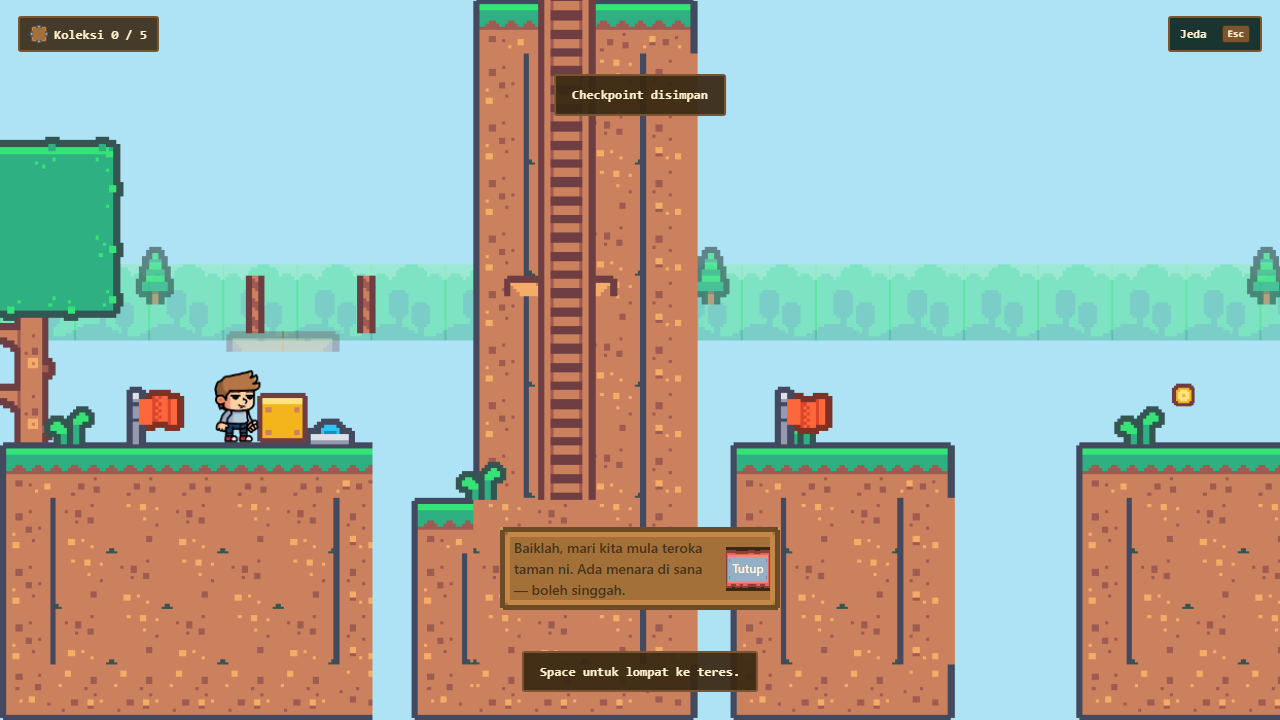 Koleksi 0 / 5
Jeda Esc
Checkpoint disimpan
Baiklah, mari kita mula teroka
taman ni. Ada menara di sana
— boleh singgah.
Tutup
Space untuk lompat ke teres.